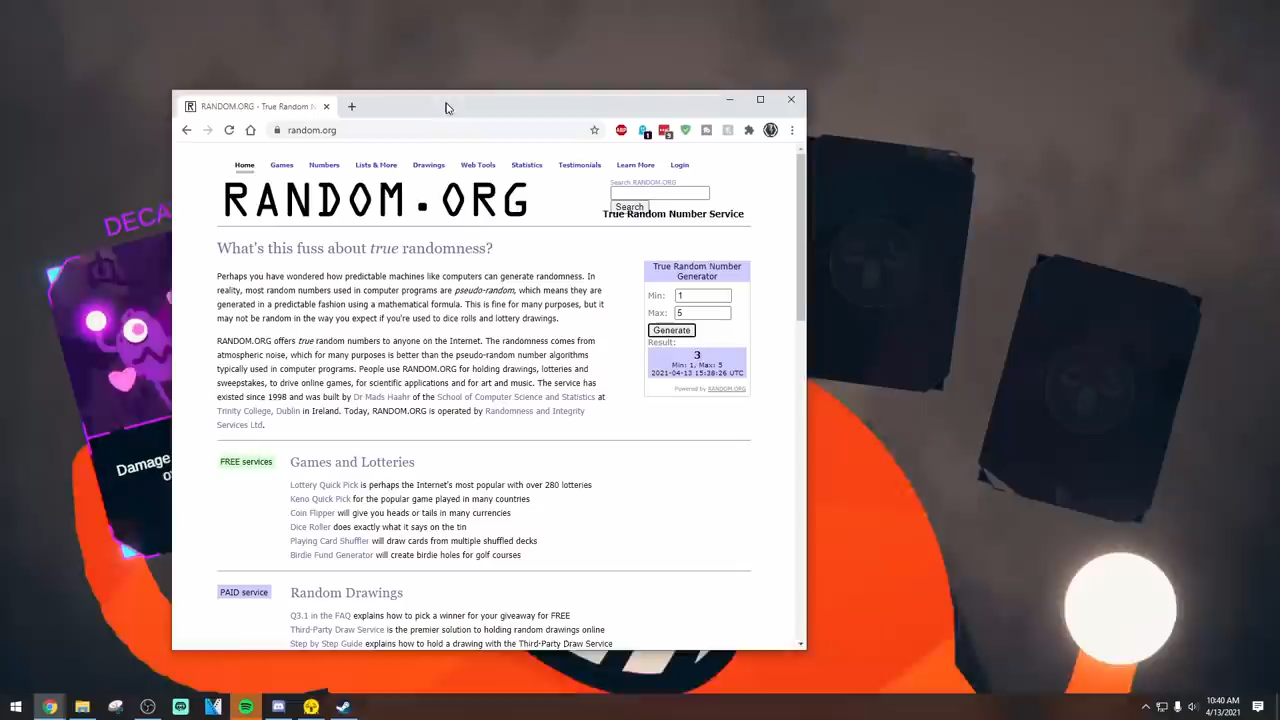 RANDOM.ORG - True Random N
random.org
Home Games Numbers Lists & More Drawings Web Tools Statistics Testimonials Learn More Login
RANDOM.ORG
Search RANDOM.ORG
Search
True Random Number Service
What's this fuss about true randomness?
Perhaps you have wondered how predictable machines like computers can generate randomness. In
reality, most random numbers used in computer programs are pseudo-random, which means they are
generated in a predictable fashion using a mathematical formula. This is fine for many purposes, but it
may not be random in the way you expect if you're used to dice rolls and lottery drawings.
RANDOM.ORG offers true random numbers to anyone on the Internet. The randomness comes from
atmospheric noise, which for many purposes is better than the pseudo-random number algorithms
typically used in computer programs. People use RANDOM.ORG for holding drawings, lotteries and
sweepstakes, to drive online games, for scientific applications and for art and music. The service has
existed since 1998 and was built by Dr Mads Haahr of the School of Computer Science and Statistics at
Trinity College, Dublin in Ireland. Today, RANDOM.ORG is operated by Randomness and Integrity
Services Ltd.
True Random Number
Generator
Min: 1
Max: 5
Generate
Result:
3
Min: 1, Max: 5
2021-04-13 15:38:26 UTC
Powered by RANDOM.ORG
FREE services
Games and Lotteries
Lottery Quick Pick is perhaps the Internet's most popular with over 280 lotteries
Keno Quick Pick for the popular game played in many countries
Coin Flipper will give you heads or tails in many currencies
Dice Roller does exactly what it says on the tin
Playing Card Shuffler will draw cards from multiple shuffled decks
Birdie Fund Generator will create birdie holes for golf courses
PAID service
Random Drawings
Q3.1 in the FAQ explains how to pick a winner for your giveaway for FREE
Third-Party Draw Service is the premier solution to holding random drawings online
Step by Step Guide explains how to hold a drawing with the Third-Party Draw Service
DECA
Damage
10:40 AM
4/13/2021